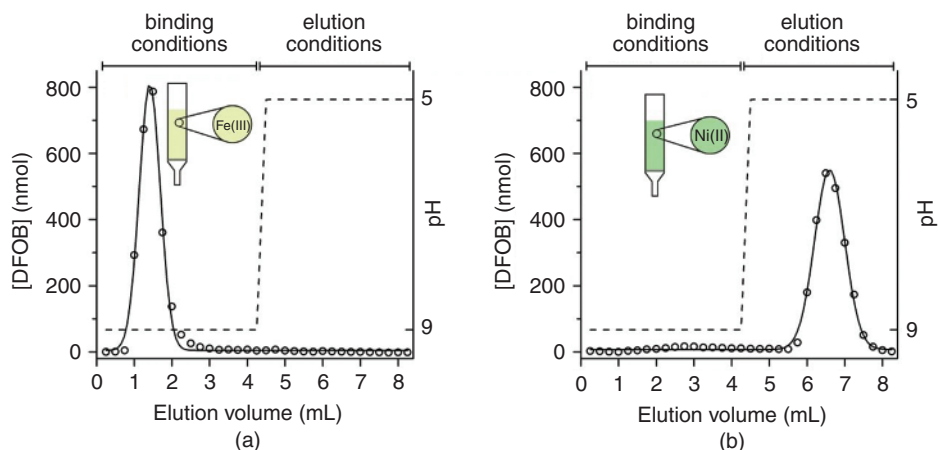 binding
conditions
elution
conditions
800
600
400
200
0
[DFOB] (nmol)
Fe(III)
5
9
pH
0 1 2 3 4 5 6 7 8
Elution volume (mL)
(a)
binding
conditions
elution
conditions
800
600
400
200
0
[DFOB] (nmol)
Ni(II)
5
9
pH
0 1 2 3 4 5 6 7 8
Elution volume (mL)
(b)